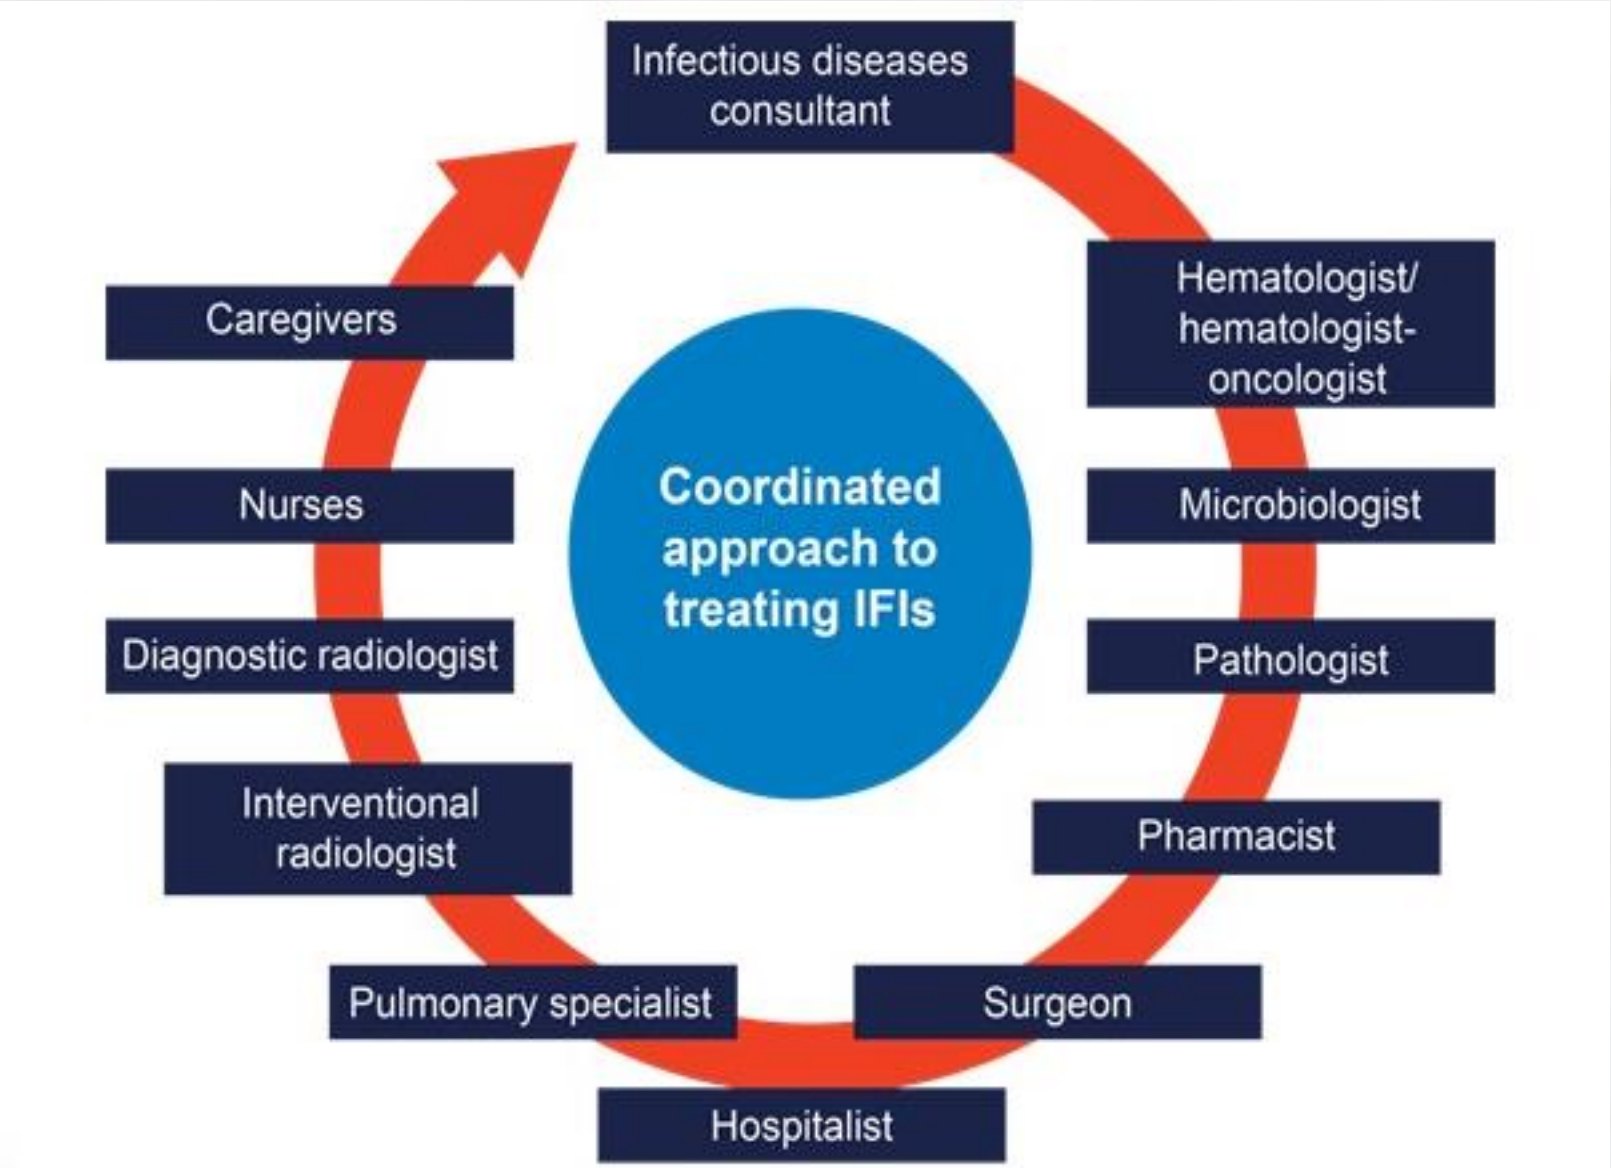 Infectious diseases
consultant
Hematologist/
hematologist-
oncologist
Microbiologist
Pathologist
Pharmacist
Surgeon
Hospitalist
Pulmonary specialist
Interventional
radiologist
Diagnostic radiologist
Nurses
Caregivers
Coordinated
approach to
treating IFIs